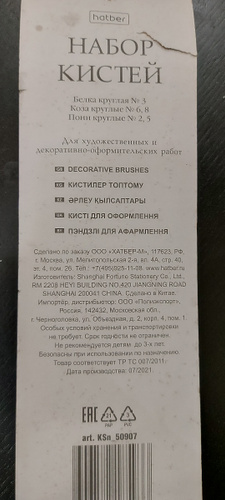 hatber.
НАБОР
КИСТЕЙ
Белка круглая № 3
Коза круглые № 6, 8
Пони круглые № 2, 5
Для художественных и
декоративно-оформительских работ
DECORATIVE BRUSHES
КИСТИЛЕР ТОПТОМУ
ӘРЛЕУ ҚЫЛҚАЛАМДАРЫ
КИСТІ ДЛЯ ОФОРМЛЕННЯ
ПЭНДЗЛІ ДЛЯ АФАРМЛЕННЯ
Сделано по заказу ООО «ХАТБЕР-М», 117623, РФ,
г. Москва, ул. Мелитопольская 2-я, вл. 4А, стр. 40,
эт. 4, пом. 26. Тел.: +7(495)925-11-08. www.hatber.ru
Изготовитель: Shanghai Fortune Stationery Co., Ltd.
RM 2208 HEYI BUILDING NO.420 JIANGNING ROAD
SHANGHAI 200041 CHINA. Сделано в Китае.
Импортер, дистрибьютор: ООО «Полиэкспорт»,
Россия, 142432, Московская обл.,
г. Черноголовка, ул. Объездная, д. 2, корп. 4, пом. 1
Особых условий хранения и транспортировки
не требует. Срок годности не ограничен.
Не рекомендуется детям до 3-х лет.
Безопасны при использовании по назначению
Товар соответствует ТР ТС 007/2011.
Дата производства: 07/2021.
EAC
art. KSn_50907